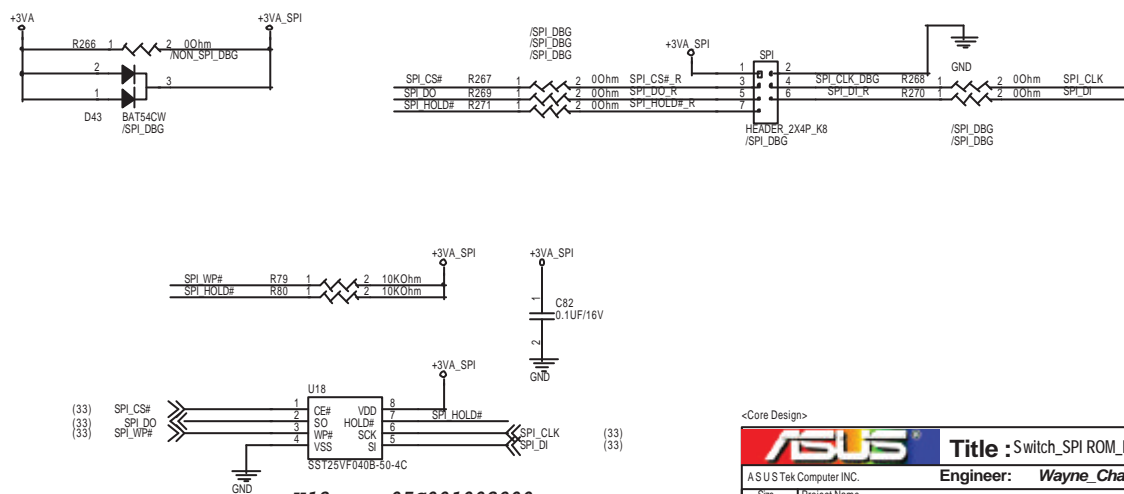 +3VA
+3VA_SPI
R266 1 2 0Ohm
/NON_SPI_DBG
2
3
1
D43
BAT54CW
/SPI_DBG
/SPI_DBG
/SPI_DBG
/SPI_DBG
+3VA_SPI
SPI
1 2
GND
SPI_CS# R267 1 2 0Ohm SPI_CS#_R 3 4 SPI_CLK_DBG R268 1 2 0Ohm SPI_CLK
SPI_DO R269 1 2 0Ohm SPI_DO_R 5 6 SPI_DI_R R270 1 2 0Ohm SPI_DI
SPI_HOLD# R271 1 2 0Ohm SPI_HOLD#_R 7
HEADER_2X4P_K8
/SPI_DBG
/SPI_DBG
/SPI_DBG
+3VA_SPI
SPI_WP# R79 1 2 10KOhm
SPI_HOLD# R80 1 2 10KOhm
+3VA_SPI
1
C82
0.1UF/16V
2
GND
+3VA_SPI
U18
(33) SPI_CS# 1 CE# VDD 8
(33) SPI_DO 2 SO HOLD# 7 SPI_HOLD#
(33) SPI_WP# 3 WP# SCK 6 SPI_CLK (33)
4 VSS SI 5 SPI_DI (33)
SST25VF040B-50-4C
GND
<Core Design>
ASUS
Title : Switch_SPI ROM_
ASUSTek Computer INC.
Engineer: Wayne_Cha
Size Project Name